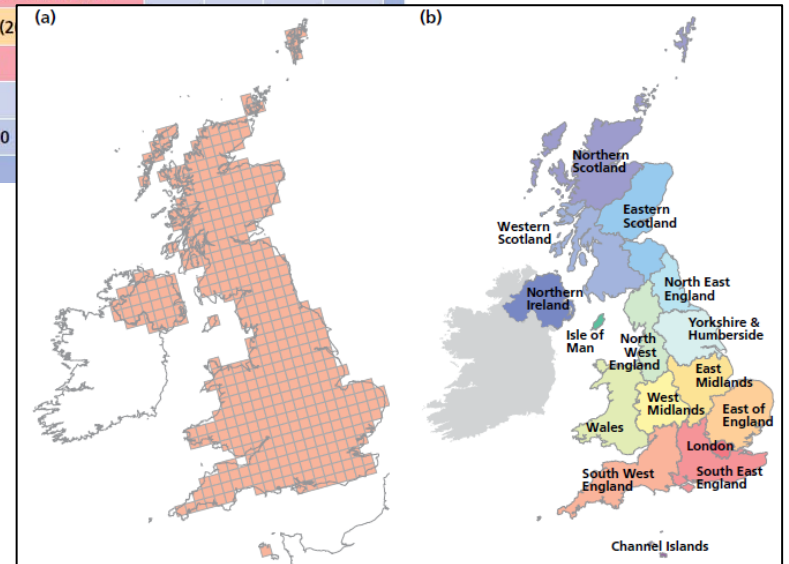 (a)
(b)
(2
0
Northern
Scotland
Eastern
Scotland
Western
Scotland
Northern
Ireland
North East
England
Isle of
Man
Yorkshire &
Humberside
North
West
England
East
Midlands
West
Midlands
East of
England
Wales
London
South West
England
South East
England
Channel Islands